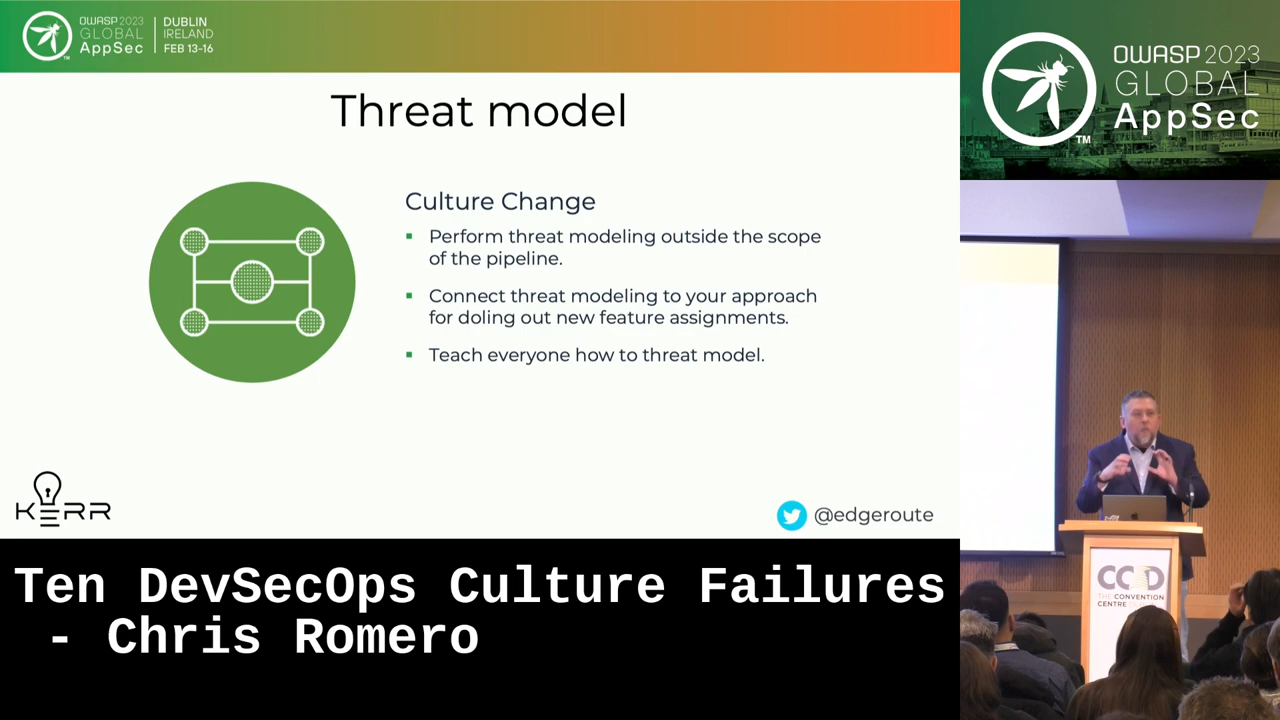 OWASP 2023
GLOBAL
AppSec
TM
DUBLIN
IRELAND
FEB 13-16
Threat model
Culture Change
Perform threat modeling outside the scope
of the pipeline.
Connect threat modeling to your approach
for doling out new feature assignments.
Teach everyone how to threat model.
KERR
@edgeroute
Ten DevSecOps Culture Failures
- Chris Romero
OWASP 2023
GLOBAL
AppSec
TM
THE CONVENTION
CENTRE